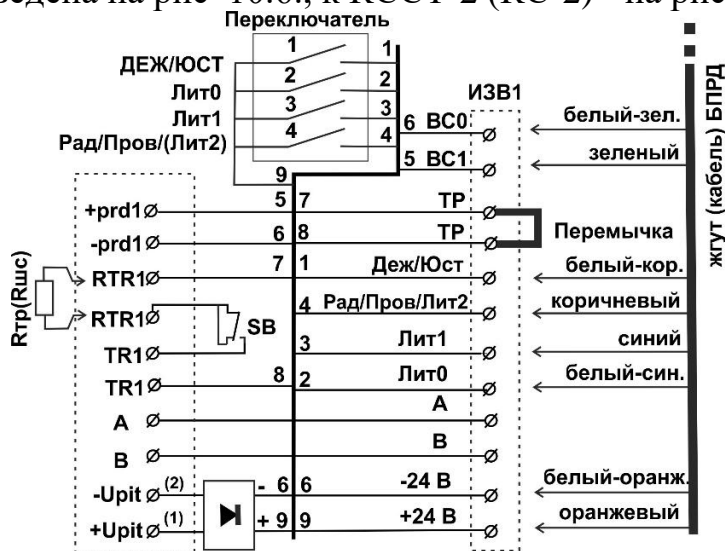 ведена на рис 10.6., к КССТ-2 (КС-2) - на рис
Переключатель
1 1
ДЕЖ/ЮСТ
2 2
Лит0
3 3
Лит1
4 4
Рад/Пров/(Лит2)
9
ИЗВ1
6 ВС0
белый-зел.
5 ВС1
зеленый
+prd1 5 7 ТР
-prd1 6 8 ТР
Перемычка
RTR1 7 1 Деж/Юст белый-кор.
4 Рад/Пров/Лит2 коричневый
RTR1
SB
3 Лит1 синий
TR1
TR1 8 2 Лит0 белый-син.
A A
B B
-Upit (2) - 6 6 -24 В белый-оранж.
+Upit (1) + 9 9 +24 В оранжевый
Rтр(Rшс)
жгут (кабель) БПРД